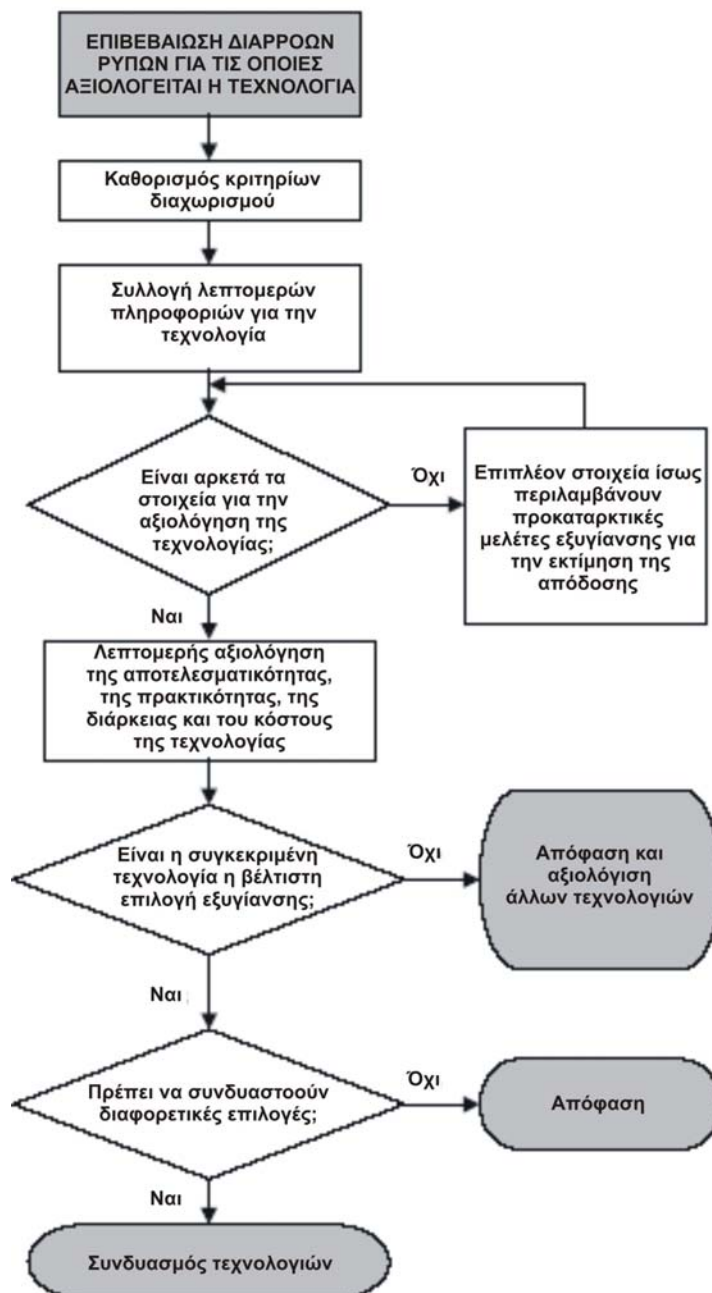 ΕΠΙΒΕΒΑΙΩΣΗ ΔΙΑΡΡΟΩΝ
ΡΥΠΩΝ ΓΙΑ ΤΙΣ ΟΠΟΙΕΣ
ΑΞΙΟΛΟΓΕΙΤΑΙ Η ΤΕΧΝΟΛΟΓΙΑ
Καθορισμός κριτηρίων
διαχωρισμού
Συλλογή λεπτομερών
πληροφοριών για την
τεχνολογία
Είναι αρκετά τα
στοιχεία για την
αξιολόγηση της
τεχνολογίας;
Όχι
Επιπλέον στοιχεία ίσως
περιλαμβάνουν
προκαταρκτικές
μελέτες εξυγίανσης για
την εκτίμηση της
απόδοσης
Ναι
Λεπτομερής αξιολόγηση
της αποτελεσματικότητας,
της πρακτικότητας, της
διάρκειας και του κόστους
της τεχνολογίας
Είναι η συγκεκριμένη
τεχνολογία η βέλτιστη
επιλογή εξυγίανσης;
Όχι
Απόφαση και
αξιολόγιση
άλλων τεχνολογιών
Ναι ;
Πρέπει να συνδυαστοούν
διαφορετικές επιλογές;
Όχι
Απόφαση
Ναι
Συνδυασμός τεχνολογιών